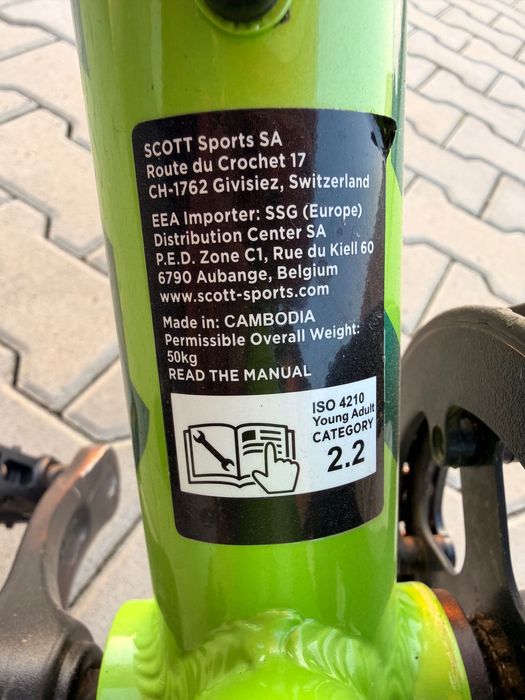 SCOTT Sports SA
Route du Crochet 17
CH-1762 Givisiez, Switzerland
EEA Importer: SSG (Europe)
Distribution Center SA
P.E.D. Zone C1, Rue du Kiell 60
6790 Aubange, Belgium
www.scott-sports.com
Made in: CAMBODIA
Permissible Overall Weight:
50kg
READ THE MANUAL
ISO 4210
Young Adult
CATEGORY
2.2